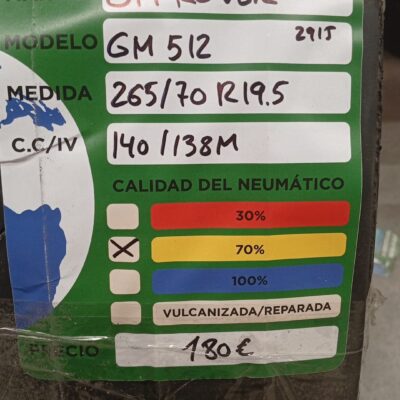 MODELO GM 512 2915
MEDIDA 265/70 R19.5
C.C/IV 140/138M
CALIDAD DEL NEUMÁTICO
30%
70%
100%
VULCANIZADA/REPARADA
PRECIO 180€